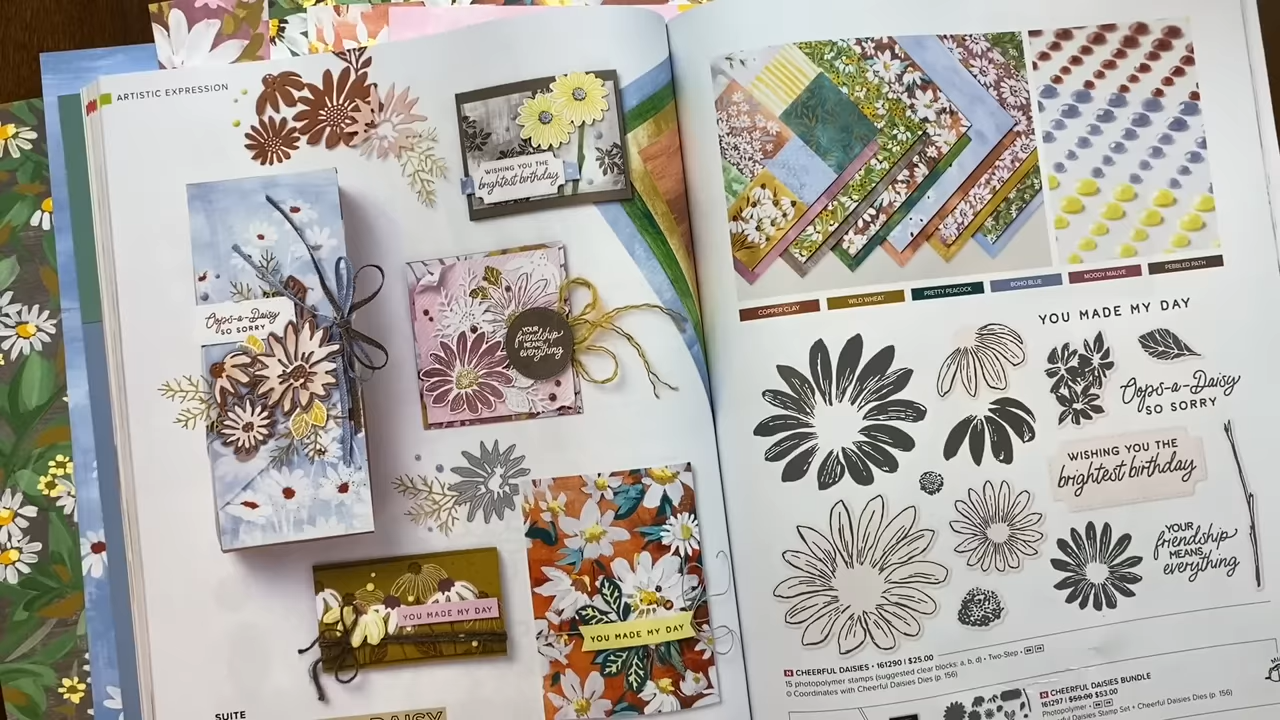 ARTISTIC EXPRESSION
WISHING YOU THE
brightest birthday
Oops-a-Daisy
SO SORRY
YOUR
friendship
MEANS
everything
YOU MADE MY DAY
YOU MADE MY DAY
SUITE
DAISY
COPPER CLAY
WILD WHEAT
PRETTY PEACOCK
BOHO BLUE
MOODY MAUVE
PEBBLED PATH
YOU MADE MY DAY
Oops-a-Daisy
SO SORRY
WISHING YOU THE
brightest birthday
YOUR
friendship
MEANS
everything
N CHEERFUL DAISIES • 161290 | $25.00
15 photopolymer stamps (suggested clear blocks: a, b, d) • Two-Step •
Coordinates with Cheerful Daisies Dies (p. 156)
N CHEERFUL DAISIES BUNDLE
161297 | $59.00 $53.00
Photopolymer •
Cheerful Daisies Stamp Set + Cheerful Daisies Dies (p. 156)